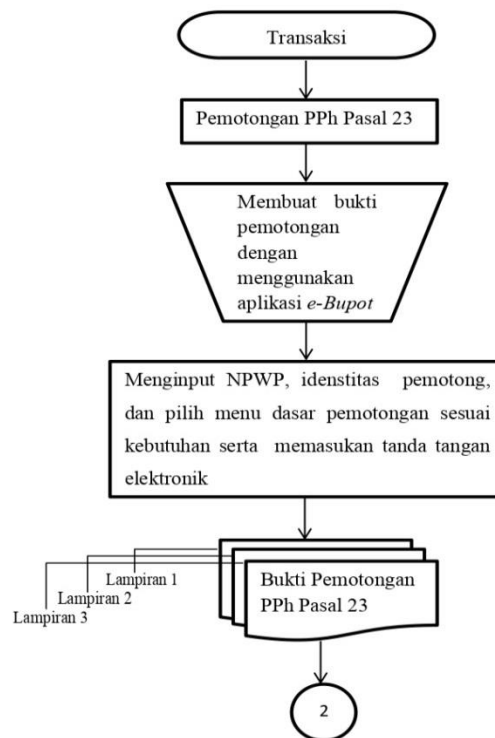 Transaksi
Pemotongan PPh Pasal 23
Membuat bukti
pemotongan
dengan
menggunakan
aplikasi e-Bupot
Menginput NPWP, idenstitas pemotong,
dan pilih menu dasar pemotongan sesuai
kebutuhan serta memasukan tanda tangan
elektronik
Lampiran 1
Lampiran 2
Lampiran 3
Bukti Pemotongan
PPh Pasal 23
2